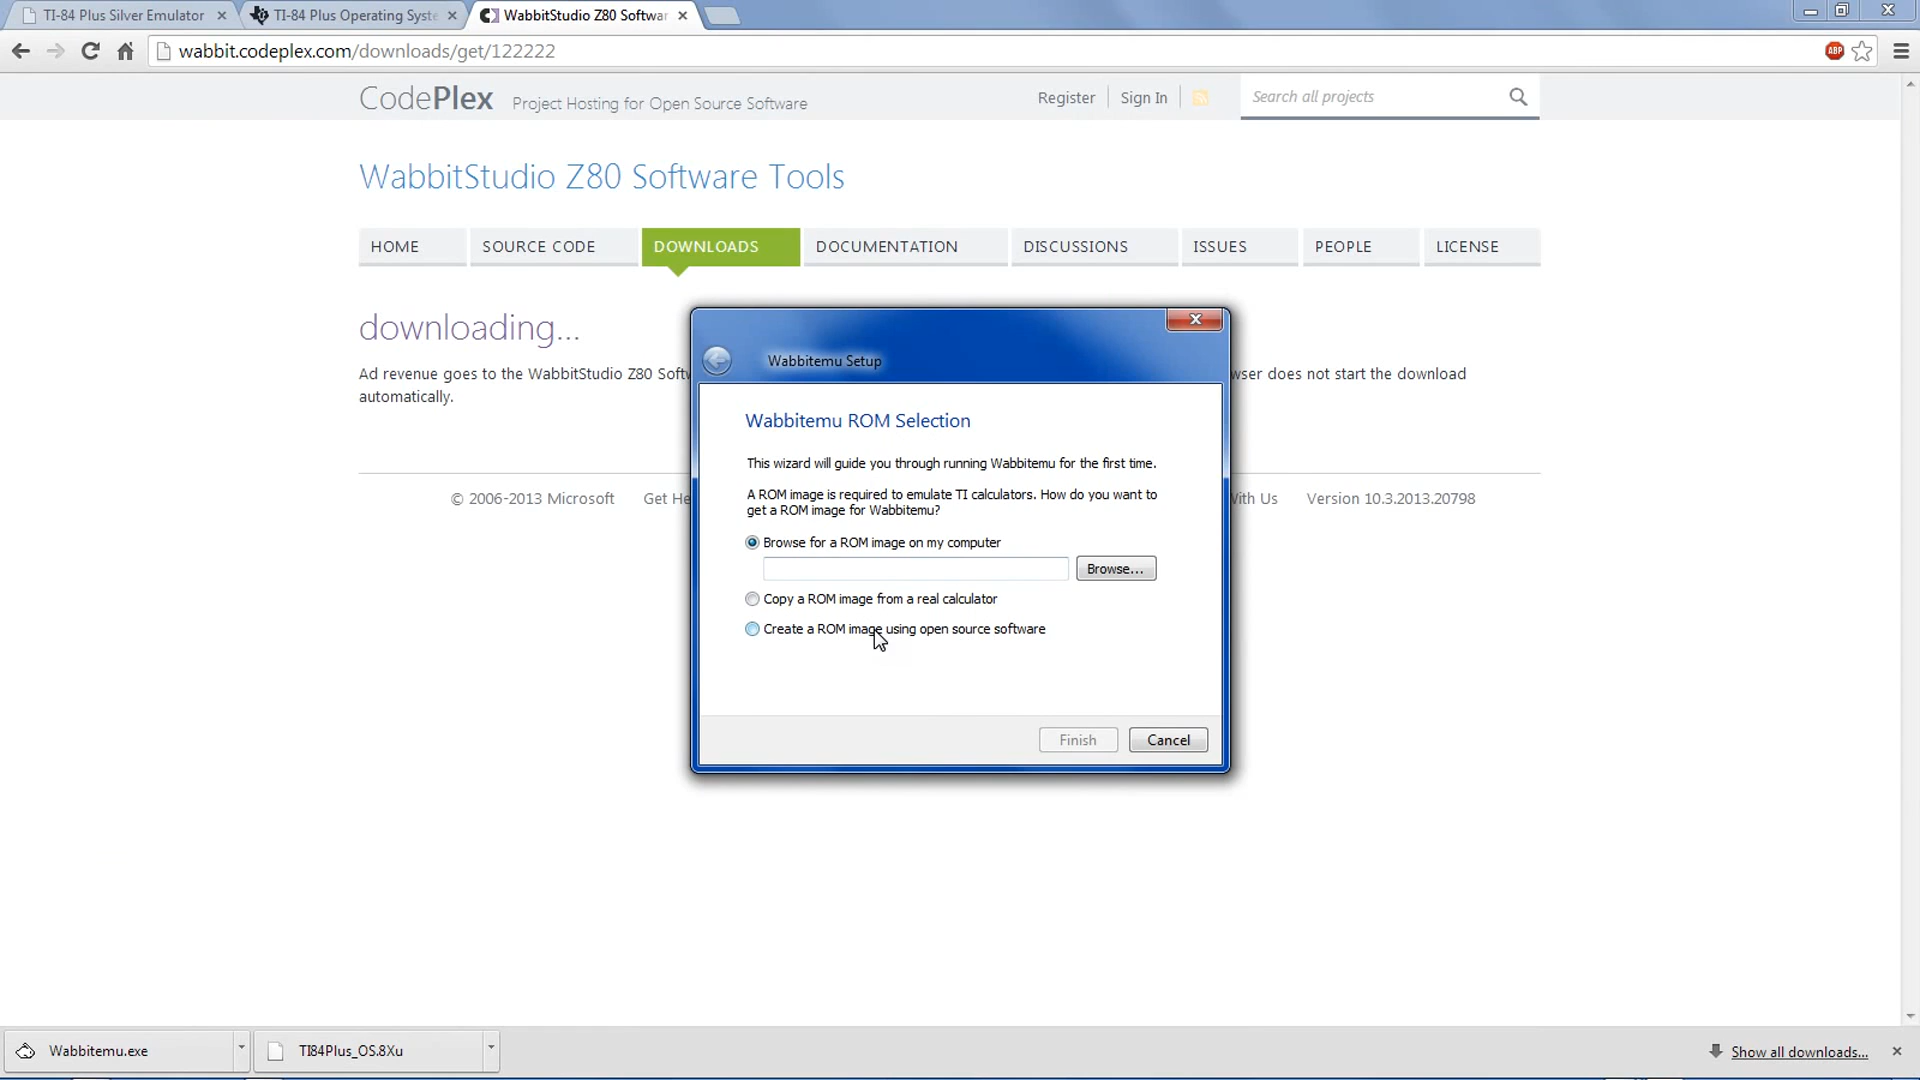 TI-84 Plus Silver Emulator
TI-84 Plus Operating Syste
WabbitStudio Z80 Softwar
wabbit.codeplex.com/downloads/get/122222
ABP
CodePlex Project Hosting for Open Source Software
Register
Sign In
Search all projects
WabbitStudio Z80 Software Tools
HOME
SOURCE CODE
DOWNLOADS
DOCUMENTATION
DISCUSSIONS
ISSUES
PEOPLE
LICENSE
downloading...
Ad revenue goes to the WabbitStudio Z80 Softw
wser does not start the download
automatically.
© 2006-2013 Microsoft
Get He
With Us
Version 10.3.2013.20798
Wabbitemu Setup
Wabbitemu ROM Selection
This wizard will guide you through running Wabbitemu for the first time.
A ROM image is required to emulate TI calculators. How do you want to
get a ROM image for Wabbitemu?
Browse for a ROM image on my computer
Browse...
Copy a ROM image from a real calculator
Create a ROM image using open source software
Finish
Cancel
Wabbitemu.exe
TI84Plus_OS.8Xu
Show all downloads...